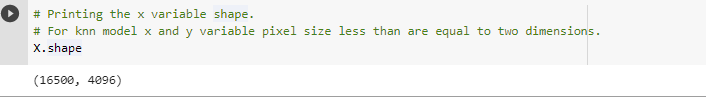 # Printing the x variable shape.
# For knn model x and y variable pixel size less than are equal to two dimensions.
X.shape
(16500, 4096)